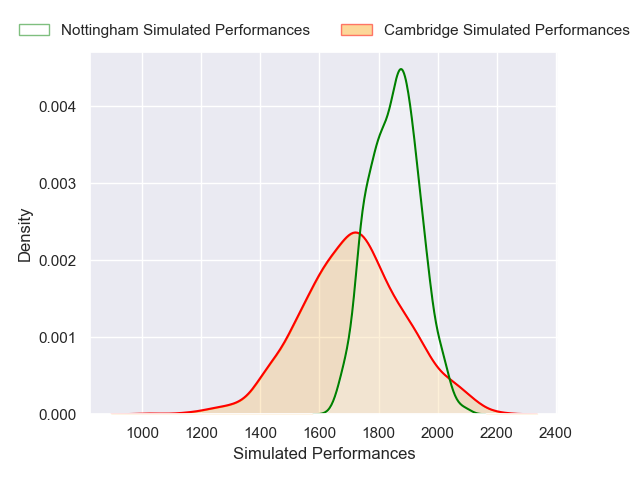 Nottingham Simulated Performances Cambridge Simulated Performances
0.004
0.003
0.002
0.001
0.000
Density
1000 1200 1400 1600 1800 2000 2200 2400
Simulated Performances